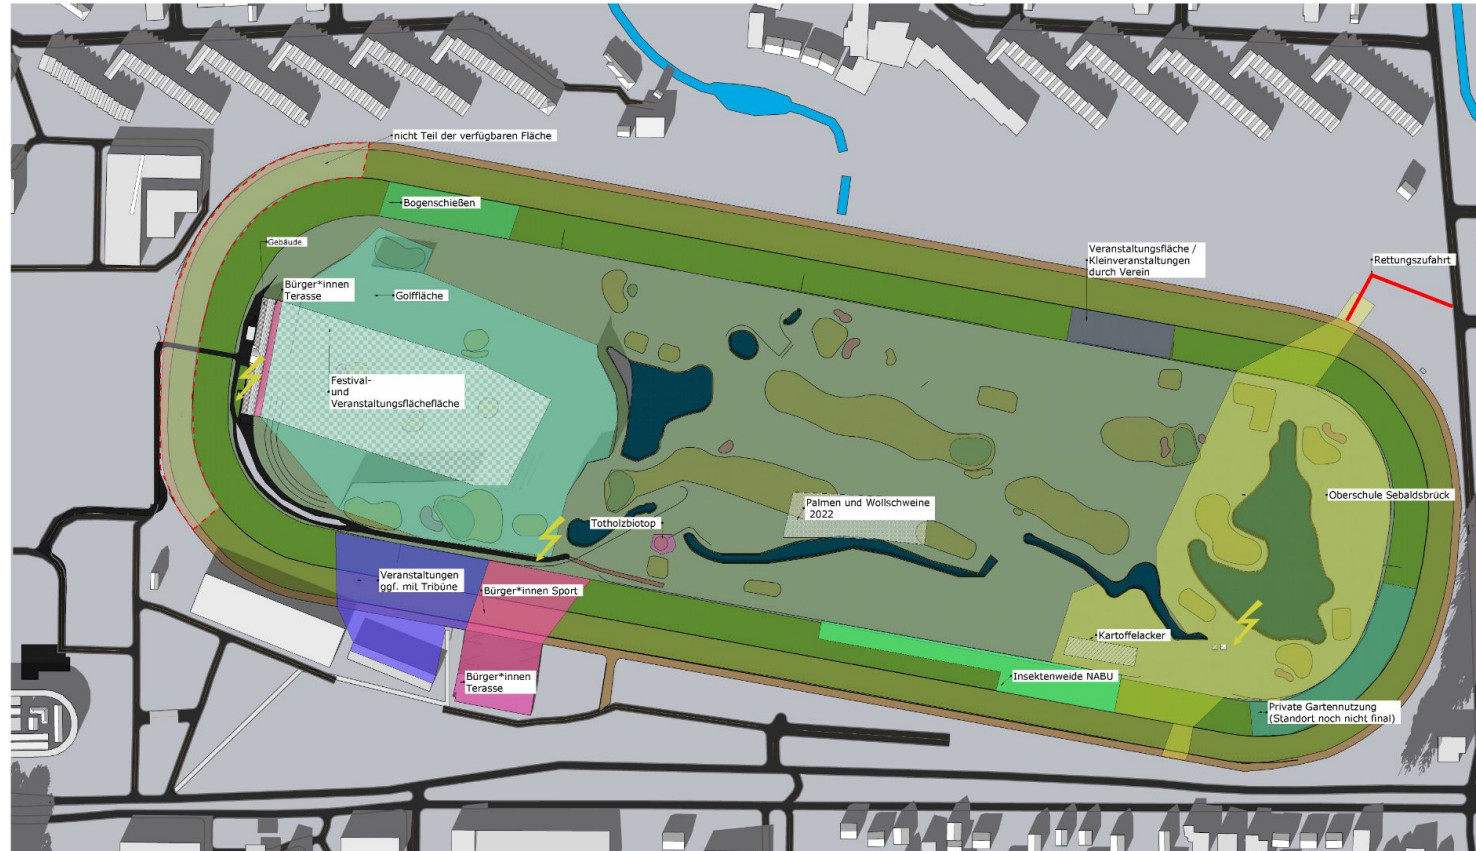 nicht Teil der verfügbaren Fläche
Bogenschießen
Gebäude
Bürger*innen
Terasse
Golffläche
Veranstaltungsfläche /
Kleinveranstaltungen
durch Verein
Rettungszufahrt
Festival-
und
Veranstaltungsflächefläche
Palmen und Wollschweine
2022
Oberschule Sebaldsbrück
Totholzbiotop
Veranstaltungen
ggf. mit Tribüne
Bürger*innen Sport
Kartoffelacker
Bürger*innen
Terasse
Insektenweide NABU
Private Gartennutzung
(Standort noch nicht final)